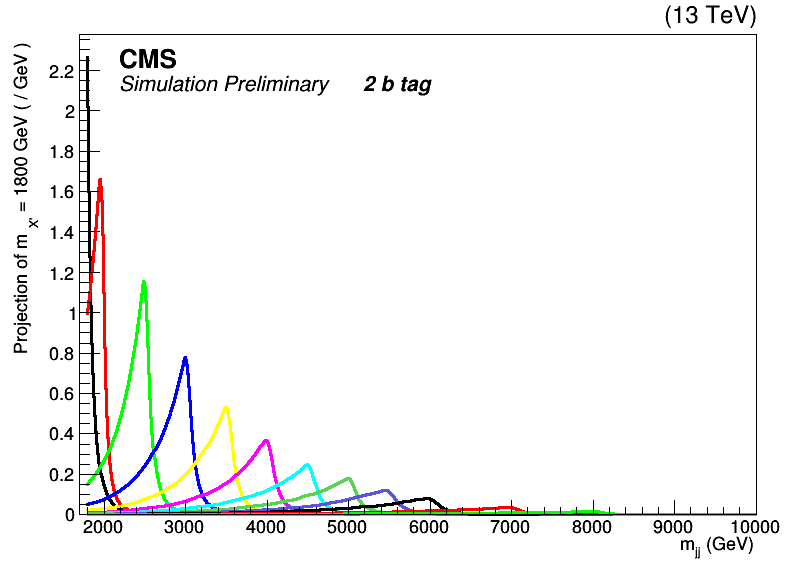 (13 TeV)
CMS
Simulation Preliminary 2 b tag
Projection of m X' = 1800 GeV ( / GeV )
2.2
2
1.8
1.6
1.4
1.2
1
0.8
0.6
0.4
0.2
0
2000 3000 4000 5000 6000 7000 8000 9000 10000
m jj (GeV)